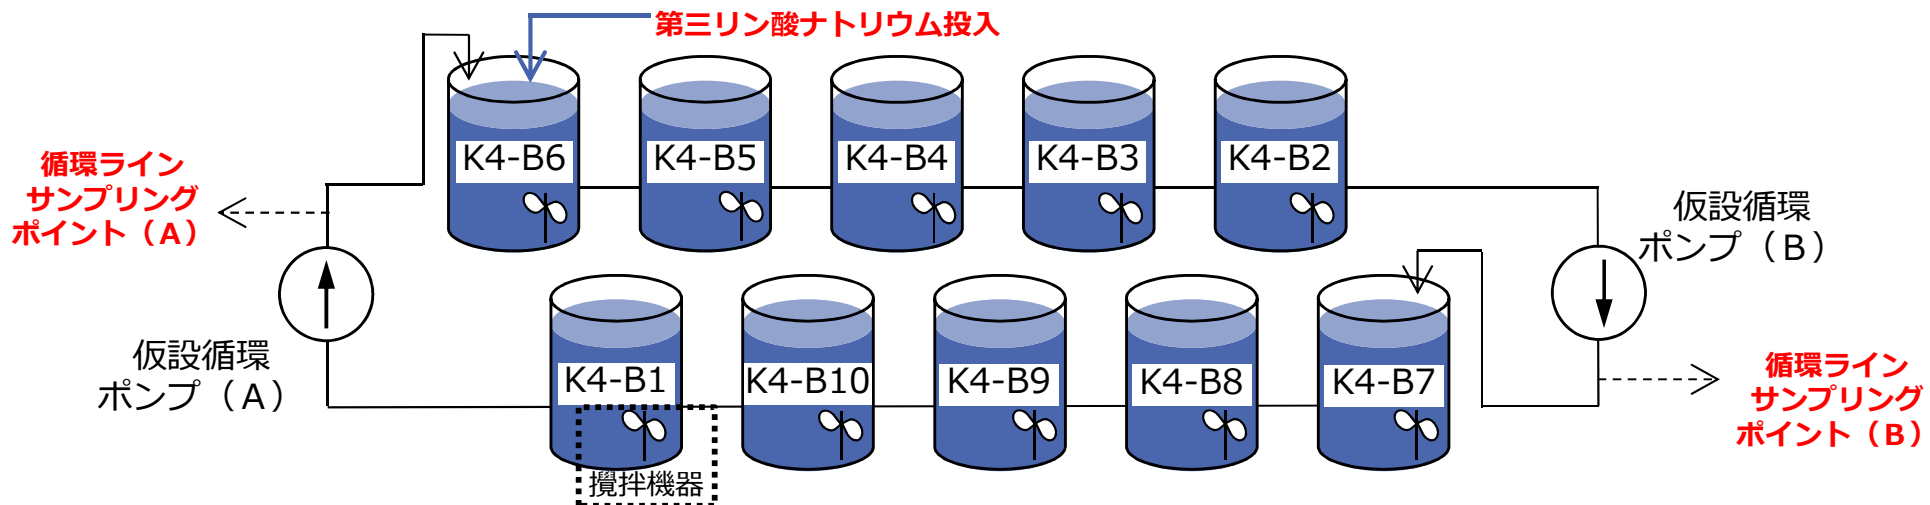 第三リン酸ナトリウム投入
K4-B6
K4-B5
K4-B4
K4-B3
K4-B2
循環ライン
サンプリング
ポイント（A）
仮設循環
ポンプ（B）
仮設循環
ポンプ（A）
K4-B1
K4-B10
K4-B9
K4-B8
K4-B7
循環ライン
サンプリング
ポイント（B）
攪拌機器